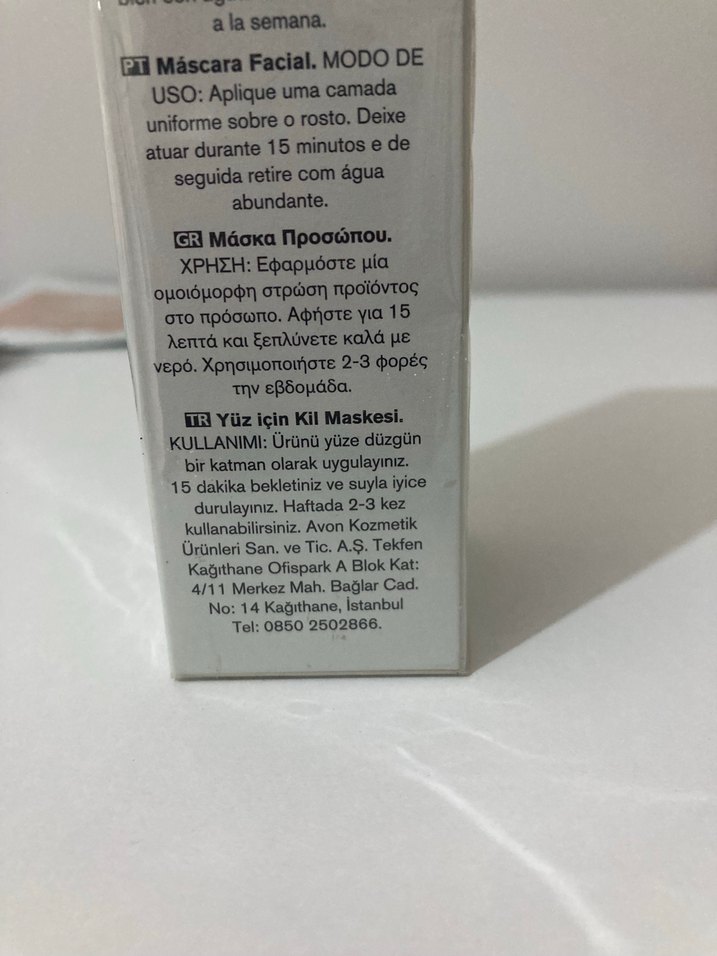 a la semana.
PT Máscara Facial. MODO DE
USO: Aplique uma camada
uniforme sobre o rosto. Deixe
atuar durante 15 minutos e de
seguida retire com água
abundante.
GR Μάσκα Προσώπου.
ΧΡΗΣΗ: Εφαρμόστε μία
ομοιόμορφη στρώση προϊόντος
στο πρόσωπο. Αφήστε για 15
λεπτά και ξεπλύνετε καλά με
νερό. Χρησιμοποιήστε 2-3 φορές
την εβδομάδα.
TR Yüz için Kil Maskesi.
KULLANIMI: Ürünü yüze düzgün
bir katman olarak uygulayınız.
15 dakika bekletiniz ve suyla iyice
durulayınız. Haftada 2-3 kez
kullanabilirsiniz. Avon Kozmetik
Ürünleri San. ve Tic. A.Ş. Tekfen
Kağıthane Ofispark A Blok Kat:
4/11 Merkez Mah. Bağlar Cad.
No: 14 Kağıthane, İstanbul
Tel: 0850 2502866.